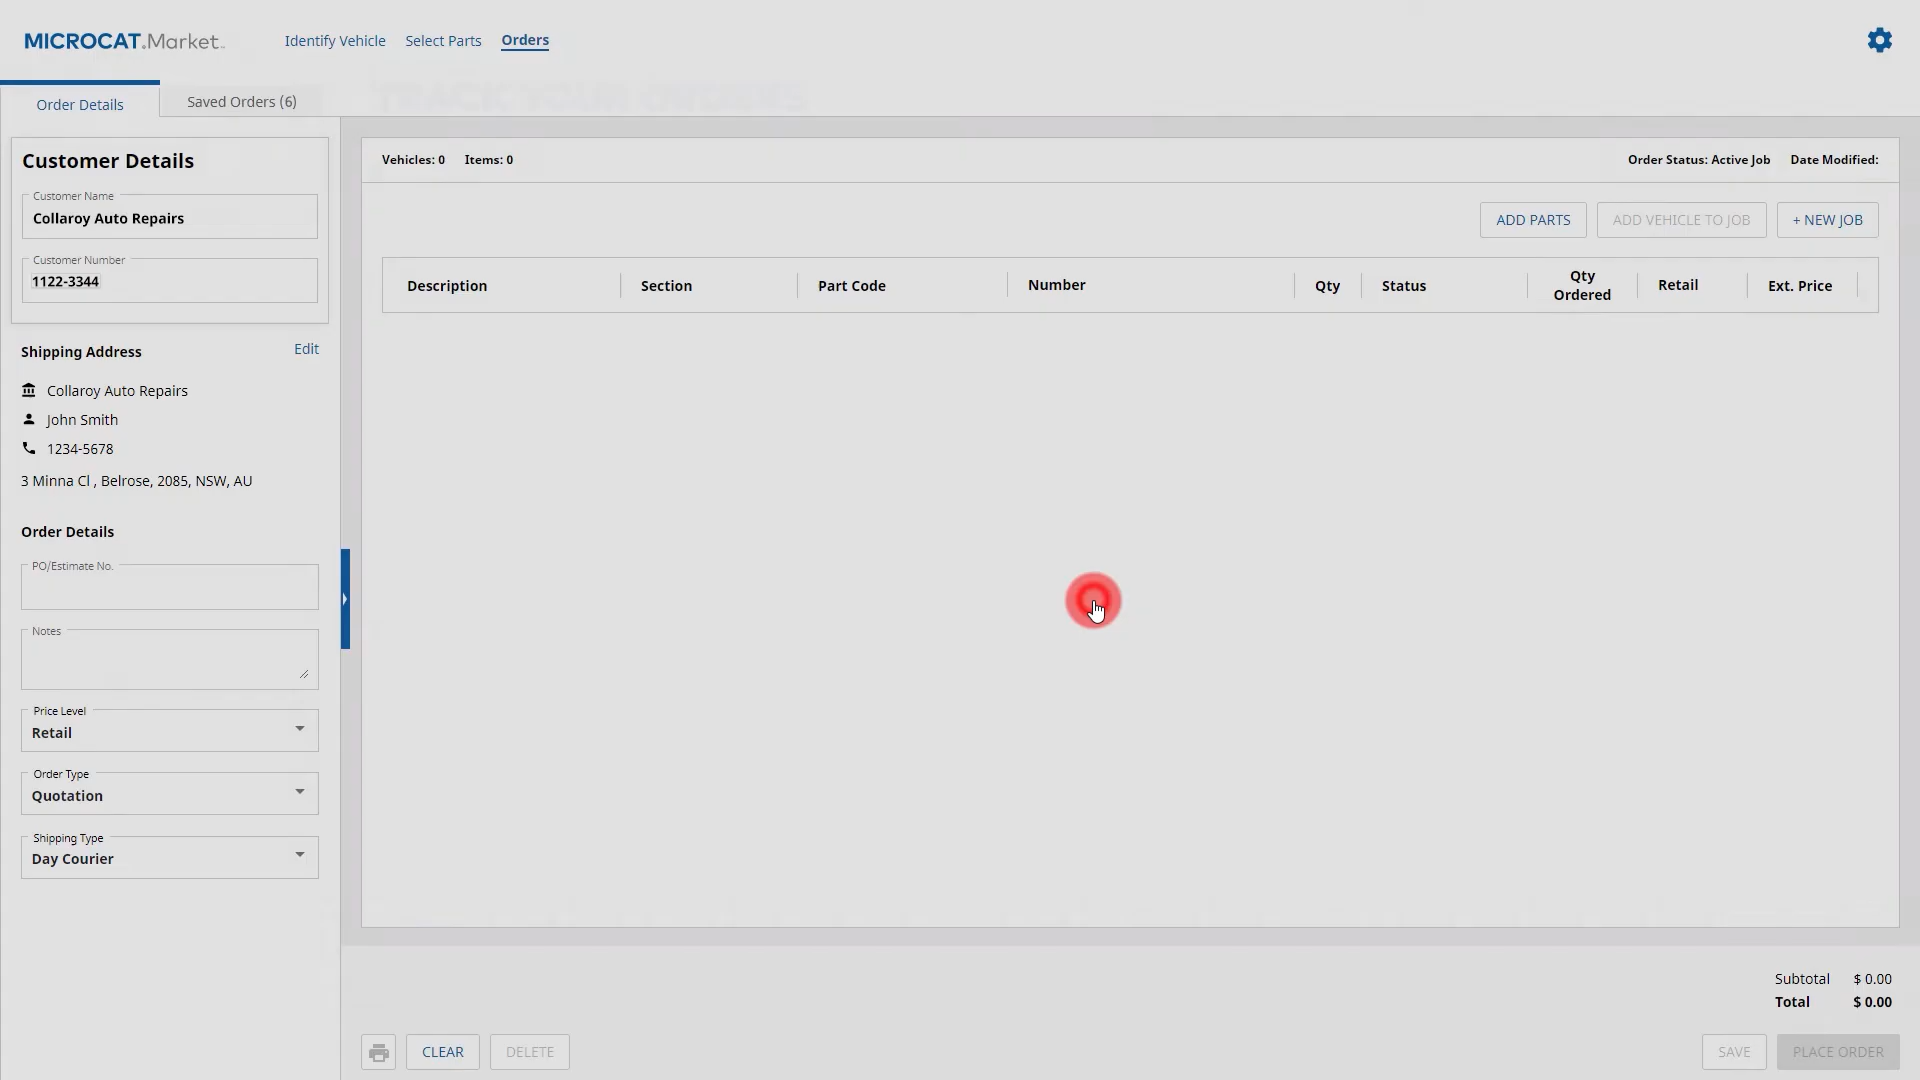 MICROCAT.Market
Identify Vehicle
Select Parts
Orders
Order Details
Saved Orders (6)
TRACK YOUR ORDERS
Customer Details
Customer Name
Collaroy Auto Repairs
Customer Number
1122-3344
Shipping Address
Edit
Collaroy Auto Repairs
John Smith
1234-5678
3 Minna Cl , Belrose, 2085, NSW, AU
Order Details
PO/Estimate No.
Notes
Price Level
Retail
Order Type
Quotation
Shipping Type
Day Courier
Vehicles: 0 Items: 0
Order Status: Active Job Date Modified:
ADD PARTS
ADD VEHICLE TO JOB
+ NEW JOB
Description
Section
Part Code
Number
Qty
Status
Qty
Ordered
Retail
Ext. Price
Subtotal $ 0.00
Total $ 0.00
CLEAR
DELETE
SAVE
PLACE ORDER